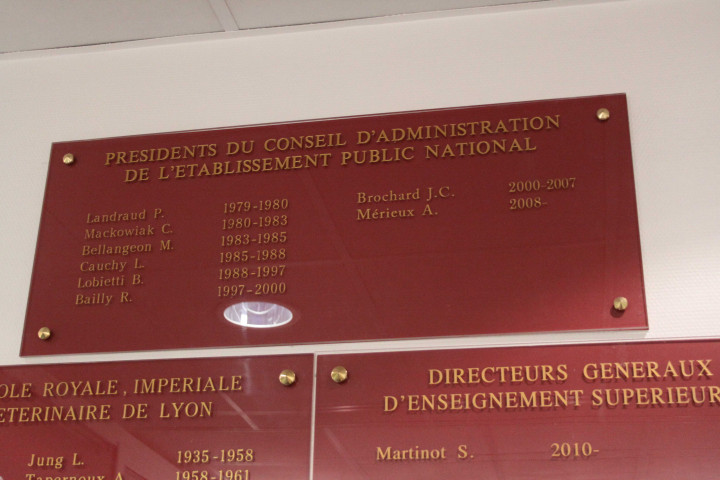 PRESIDENTS DU CONSEIL D'ADMINISTRATION
DE L'ETABLISSEMENT PUBLIC NATIONAL
Landraud P. 1979-1980
Mackowiak C. 1980-1983
Bellangeon M. 1983-1985
Cauchy L. 1985-1988
Lobietti B. 1988-1997
Bailly R. 1997-2000
Brochard J.C. 2000-2007
Mérieux A. 2008-
OLE ROYALE, IMPERIALE
ETERINAIRE DE LYON
Jung L. 1935-1958
Tapernoux A. 1958-1961
DIRECTEURS GENERAUX
D'ENSEIGNEMENT SUPERIEUR
Martinot S. 2010-